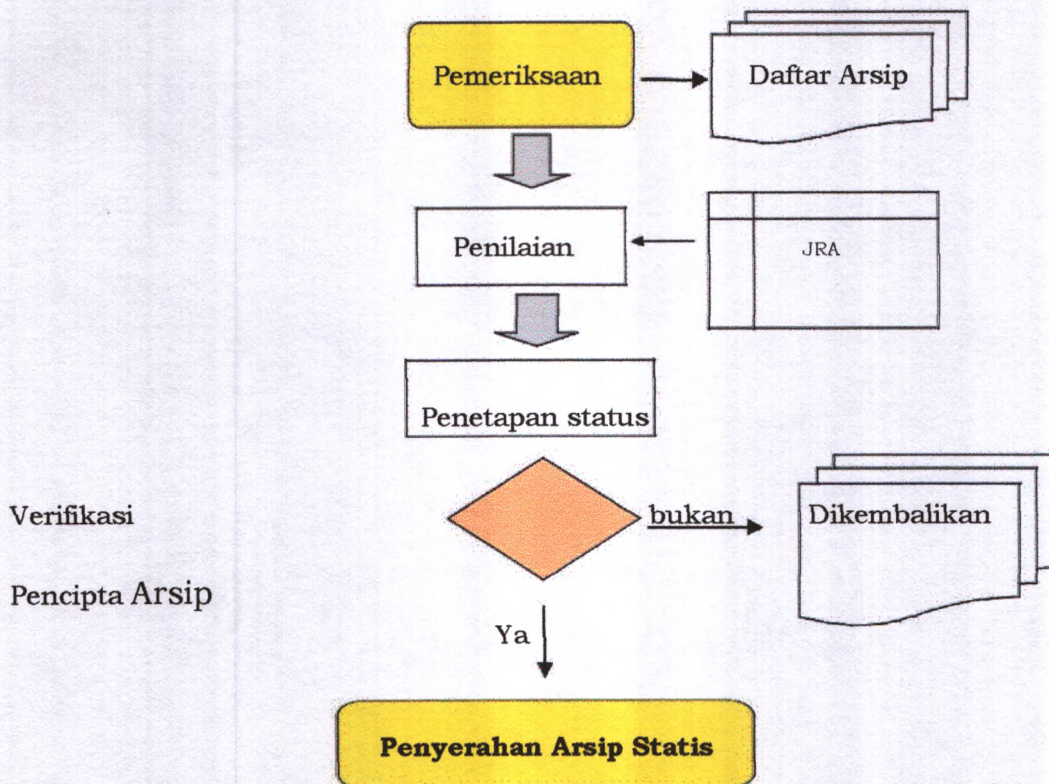 Pemeriksaan
Daftar Arsip
Penilaian
JRA
Penetapan status
Verifikasi
bukan
Dikembalikan
Pencipta Arsip
Ya
Penyerahan Arsip Statis